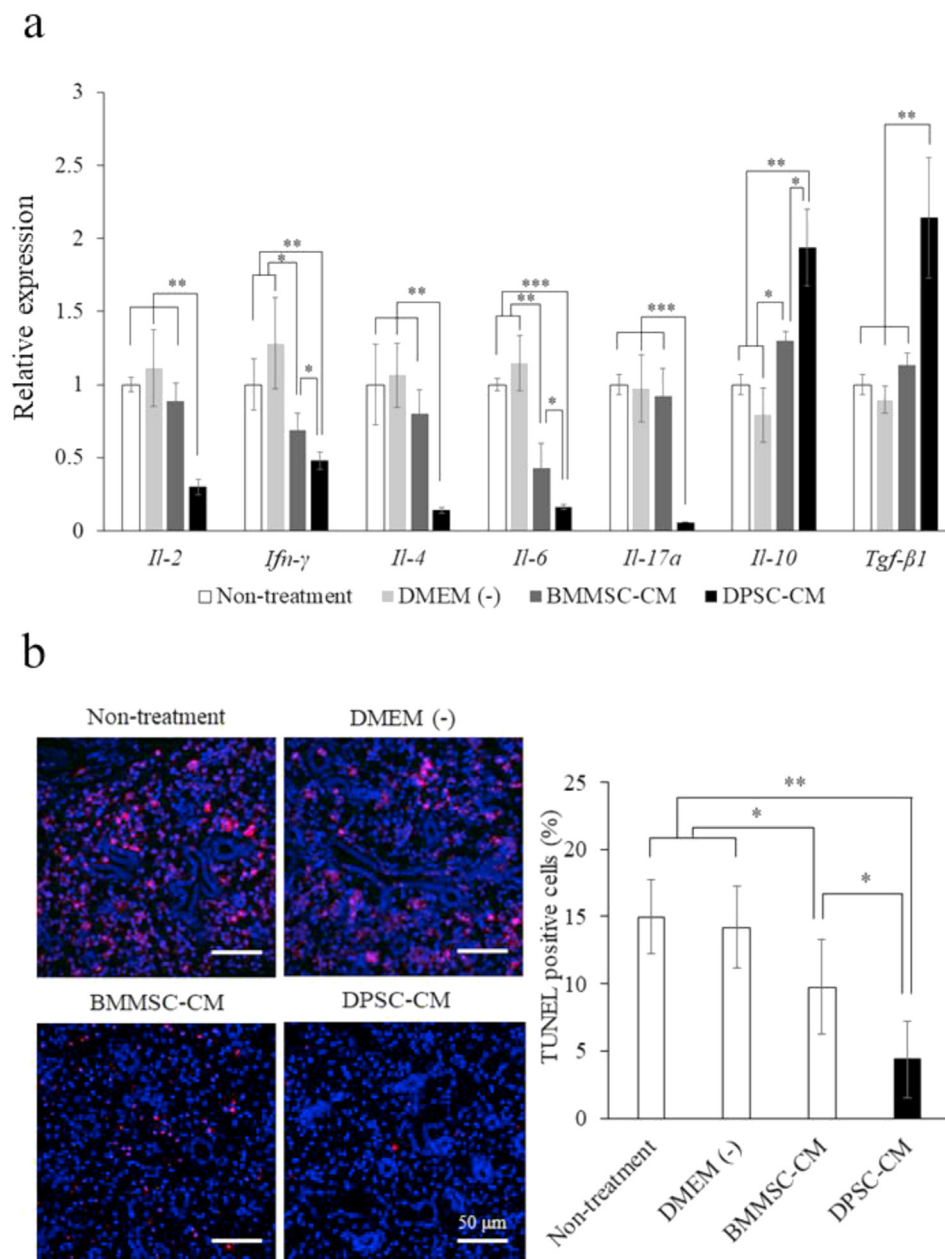 a
3
2.5
2
1.5
1
0.5
0
Relative expression
**
**
*
*
**
***
**
*
***
**
*
*
**
Il-2 Ifn-γ Il-4 Il-6 Il-17a Il-10 Tgf-β1
Non-treatment DMEM (-) BMMSC-CM DPSC-CM
b
Non-treatment DMEM (-)
BMMSC-CM DPSC-CM
50 µm
25
20
15
10
5
0
TUNEL positive cells (%)
**
*
*
Non-treatment
DMEM (-)
BMMSC-CM
DPSC-CM